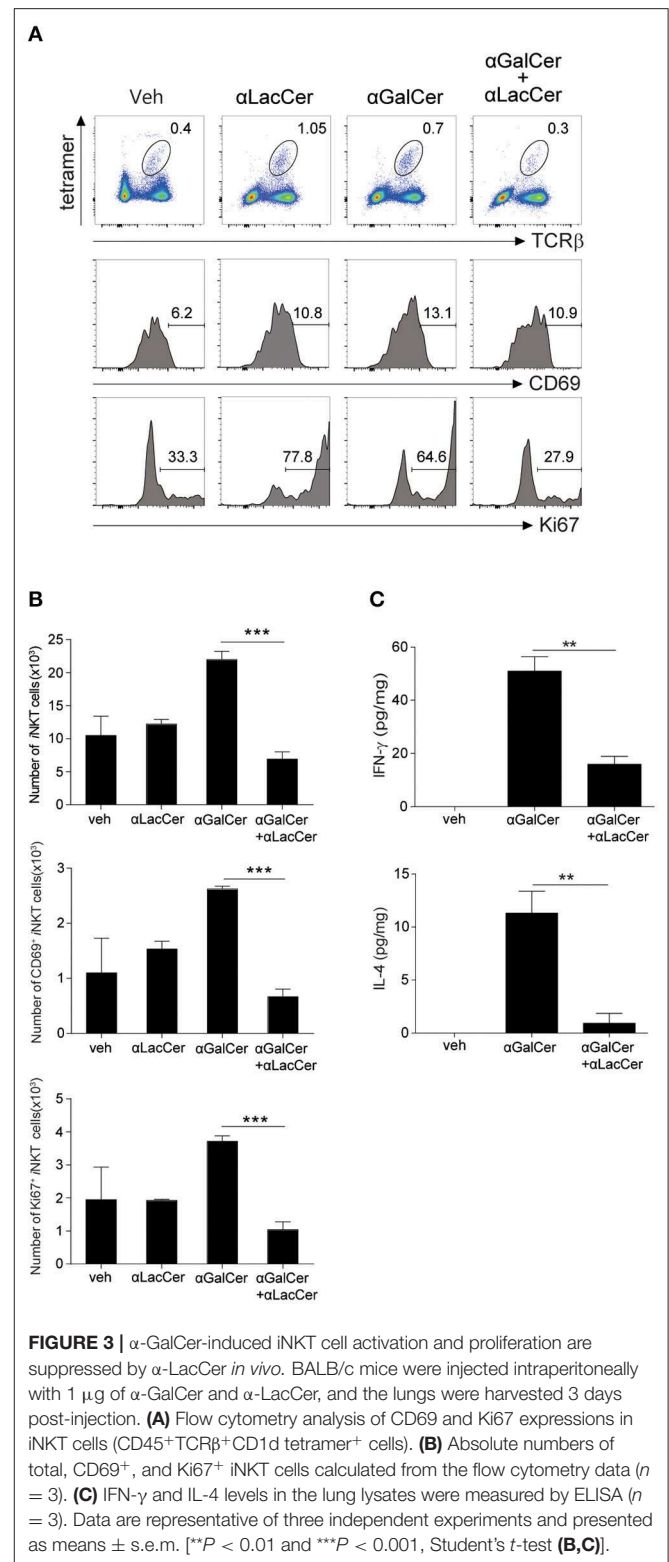 A
Veh
αLacCer
αGalCer
αGalCer
+
αLacCer
tetramer
0.4
1.05
0.7
0.3
TCRβ
6.2
10.8
13.1
10.9
CD69
33.3
77.8
64.6
27.9
Ki67
B
Number of iNKT cells(x10³)
25
20
15
10
5
0
***
veh
αLacCer
αGalCer
αGalCer
+αLacCer
Number of CD69⁺ iNKT cells(x10³)
3
2
1
0
***
veh
αLacCer
αGalCer
αGalCer
+αLacCer
Number of Ki67⁺ iNKT cells(x10³)
5
4
3
2
1
0
***
veh
αLacCer
αGalCer
αGalCer
+αLacCer
C
IFN-γ (pg/mg)
60
40
20
0
**
veh
αGalCer
αGalCer
+αLacCer
IL-4 (pg/mg)
15
10
5
0
**
veh
αGalCer
αGalCer
+αLacCer
FIGURE 3 | α-GalCer-induced iNKT cell activation and proliferation are
suppressed by α-LacCer in vivo. BALB/c mice were injected intraperitoneally
with 1 μg of α-GalCer and α-LacCer, and the lungs were harvested 3 days
post-injection. (A) Flow cytometry analysis of CD69 and Ki67 expressions in
iNKT cells (CD45⁺TCRβ⁺CD1d tetramer⁺ cells). (B) Absolute numbers of
total, CD69⁺, and Ki67⁺ iNKT cells calculated from the flow cytometry data (n
= 3). (C) IFN-γ and IL-4 levels in the lung lysates were measured by ELISA (n
= 3). Data are representative of three independent experiments and presented
as means ± s.e.m. [**P < 0.01 and ***P < 0.001, Student's t-test (B,C)].